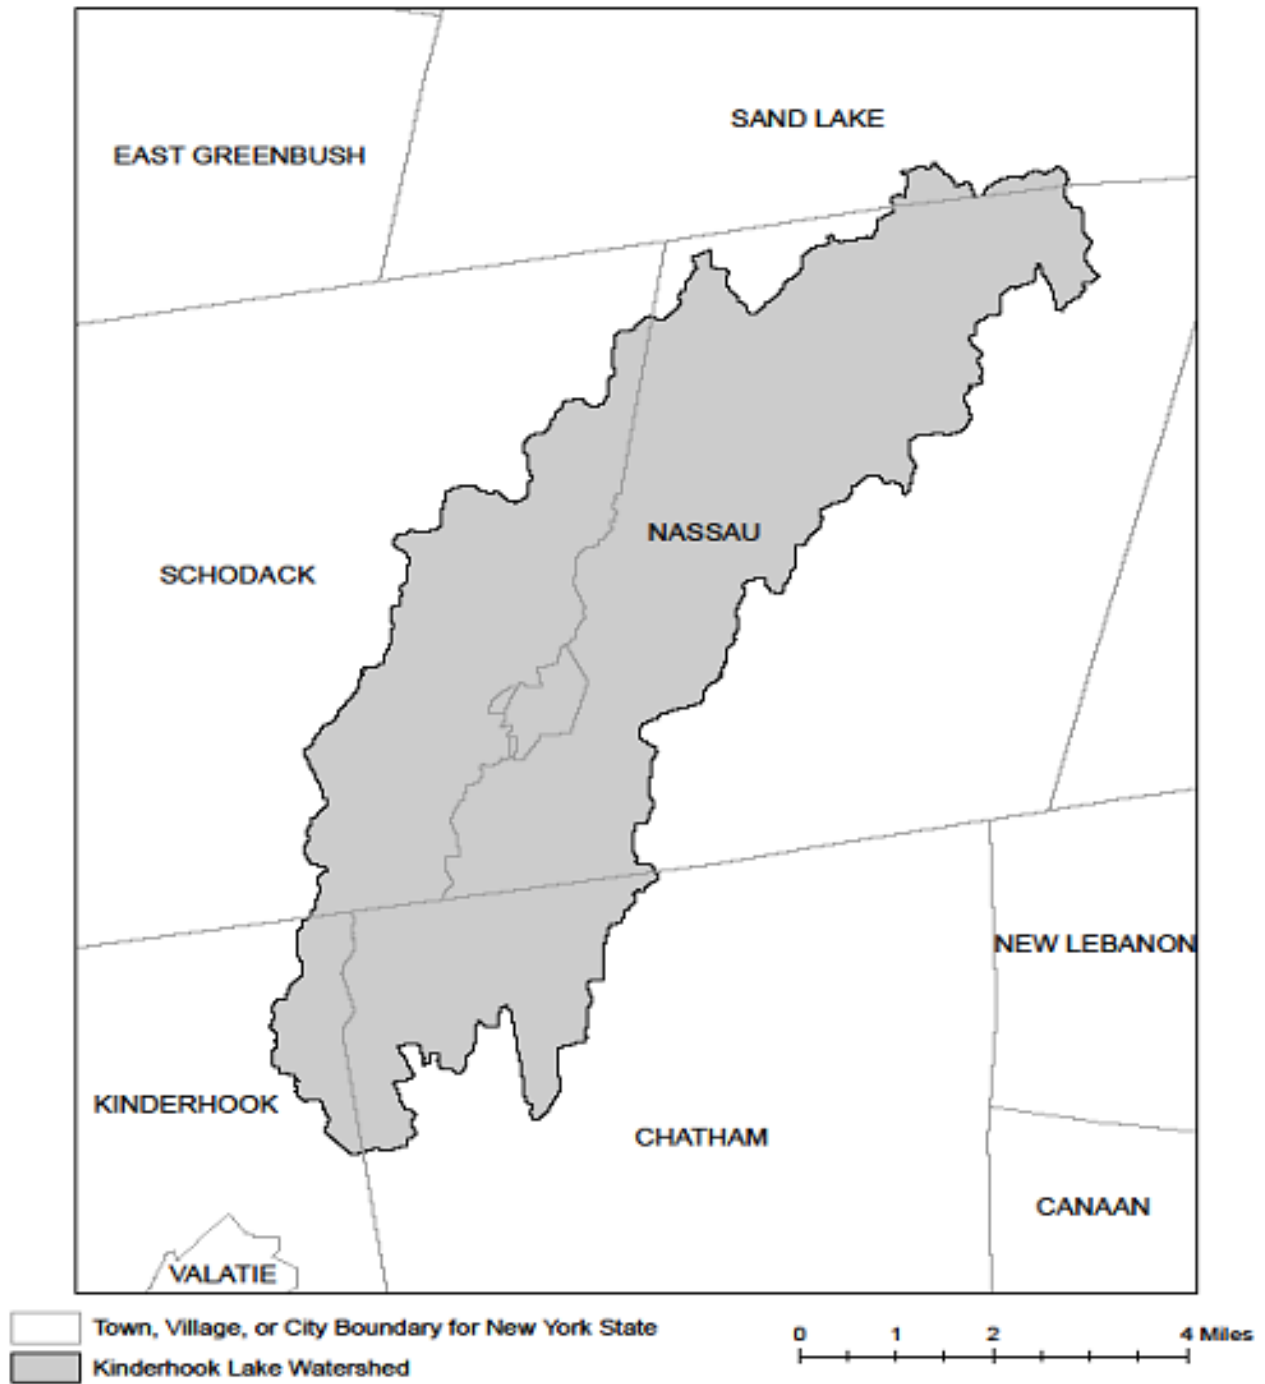 SAND LAKE
EAST GREENBUSH
NASSAU
SCHODACK
NEW LEBANON
KINDERHOOK
CHATHAM
CANAAN
VALATIE
Town, Village, or City Boundary for New York State
Kinderhook Lake Watershed
0 1 2 4 Miles